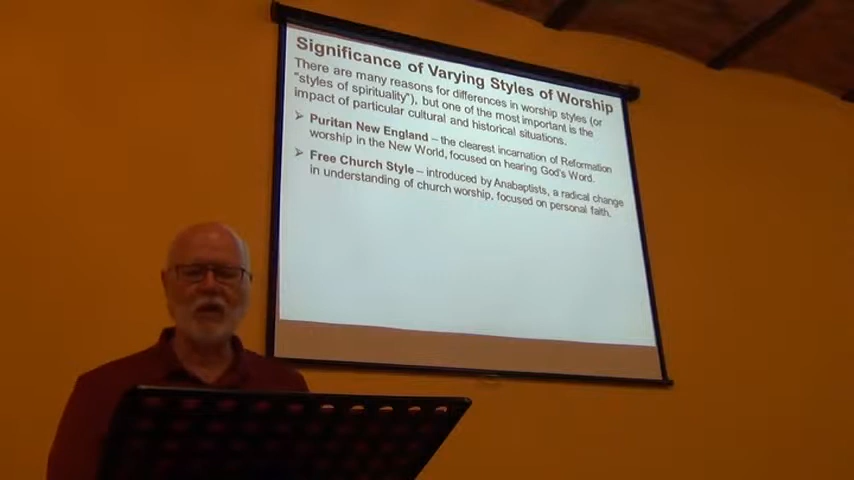 Significance of Varying Styles of Worship
There are many reasons for differences in worship styles (or
"styles of spirituality"), but one of the most important is the
impact of particular cultural and historical situations.
➢ Puritan New England – the clearest incarnation of Reformation
worship in the New World, focused on hearing God's Word.
➢ Free Church Style – introduced by Anabaptists, a radical change
in understanding of church worship, focused on personal faith.